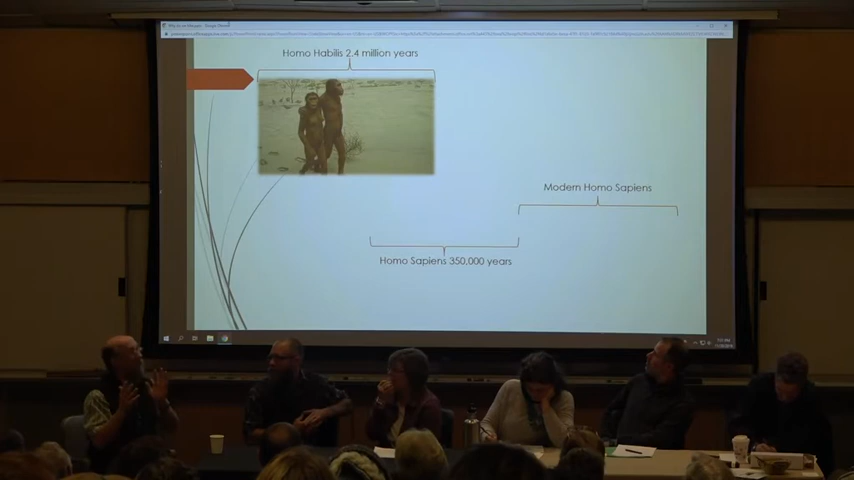 Homo Habilis 2.4 million years
Modern Homo Sapiens
Homo Sapiens 350,000 years